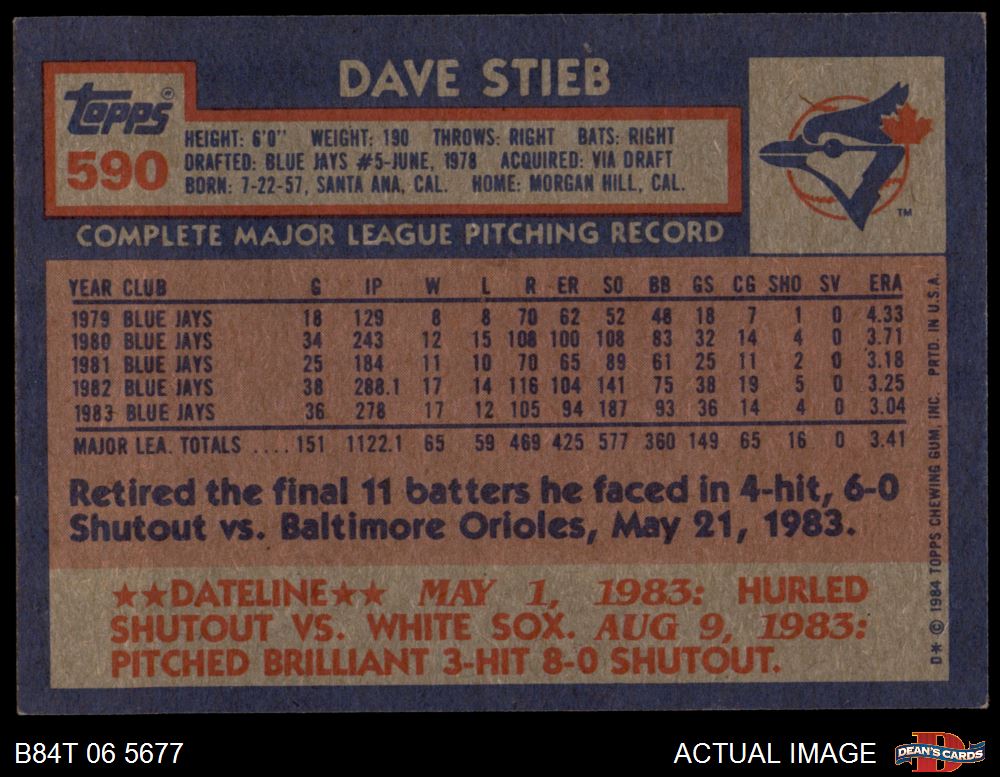 DAVE STIEB
Topps®
590
HEIGHT: 6'0" WEIGHT: 190 THROWS: RIGHT BATS: RIGHT
DRAFTED: BLUE JAYS #5-JUNE, 1978 ACQUIRED: VIA DRAFT
BORN: 7-22-57, SANTA ANA, CAL. HOME: MORGAN HILL, CAL.
TM
COMPLETE MAJOR LEAGUE PITCHING RECORD
YEAR CLUB G IP W L R ER SO BB GS CG SHO SV ERA
1979 BLUE JAYS 18 129 8 8 70 62 52 48 18 7 1 0 4.33
1980 BLUE JAYS 34 243 12 15 108 100 108 83 32 14 4 0 3.71
1981 BLUE JAYS 25 184 11 10 70 65 89 61 25 11 2 0 3.18
1982 BLUE JAYS 38 288.1 17 14 116 104 141 75 38 19 5 0 3.25
1983 BLUE JAYS 36 278 17 12 105 94 187 93 36 14 4 0 3.04
MAJOR LEA. TOTALS ....151 1122.1 65 59 469 425 577 360 149 65 16 0 3.41
Retired the final 11 batters he faced in 4-hit, 6-0
Shutout vs. Baltimore Orioles, May 21, 1983.
★★DATELINE★★ MAY 1, 1983: HURLED
SHUTOUT VS. WHITE SOX. AUG 9, 1983:
PITCHED BRILLIANT 3-HIT 8-0 SHUTOUT.
D* © 1984 TOPPS CHEWING GUM, INC. PRTD. IN U.S.A.
B84T 06 5677
ACTUAL IMAGE
DEAN'S CARDS